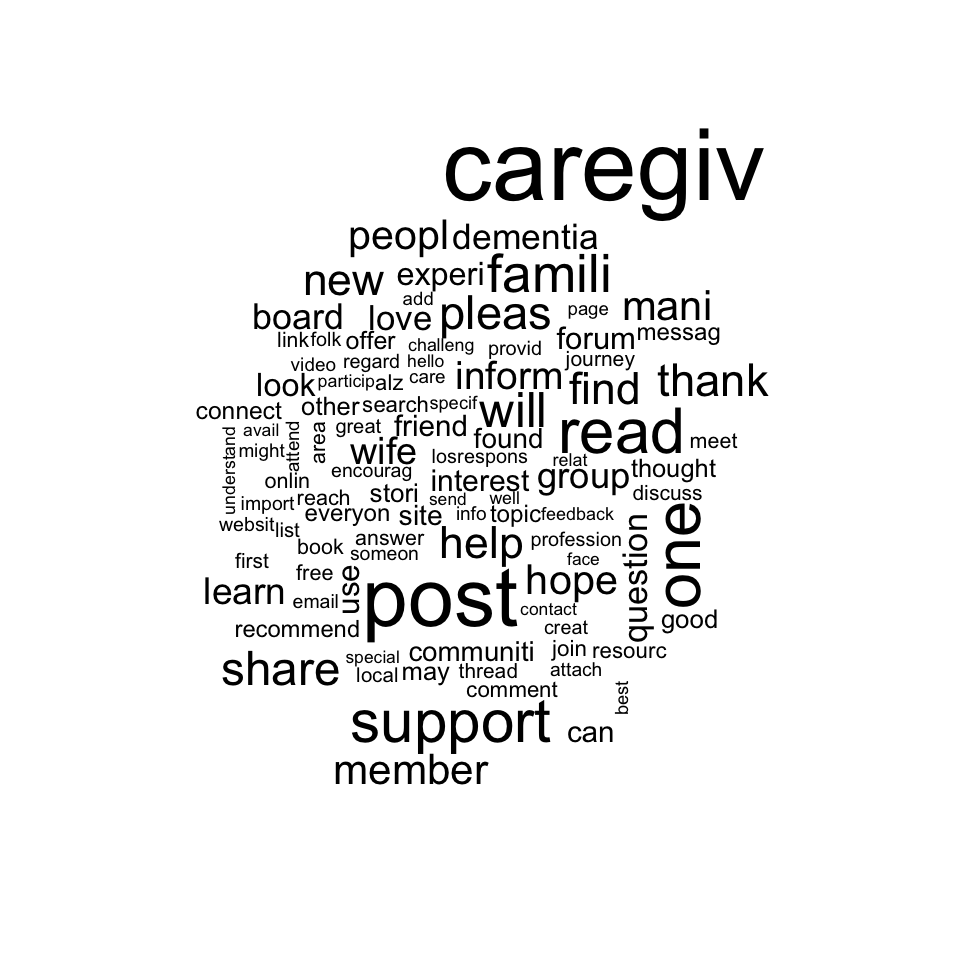 caregiv
peopl dementia
new experi famili
add
board love pleas page mani
link folk offer challeng provid forum messag
video regard hello journey
look particip alz care inform find thank
connect other search specif will
understand might avail attend area great friend found read meet
wife los respons relat
encourag interest group thought
onlin
import reach stori send well discuss
websit list everyon site info topic feedback
book answer someon help profession question one
first free face
learn email use post hope
contact good
recommend creat
share special communiti join resourc
local may thread attach
comment best
support can
member